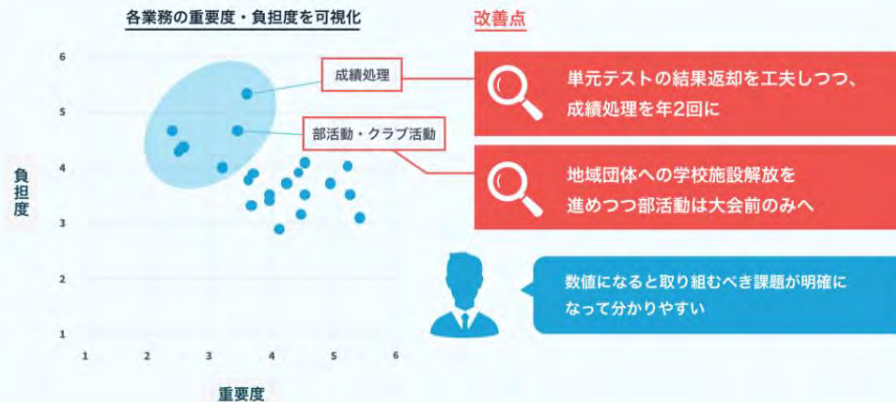 各業務の重要度・負担度を可視化
改善点
6
5
4
3
2
1
負担度
1
2
3
4
5
6
重要度
成績処理
部活動・クラブ活動
単元テストの結果返却を工夫しつつ、
成績処理を年2回に
地域団体への学校施設解放を
進めつつ部活動は大会前のみへ
数値になると取り組むべき課題が明確に
なって分かりやすい